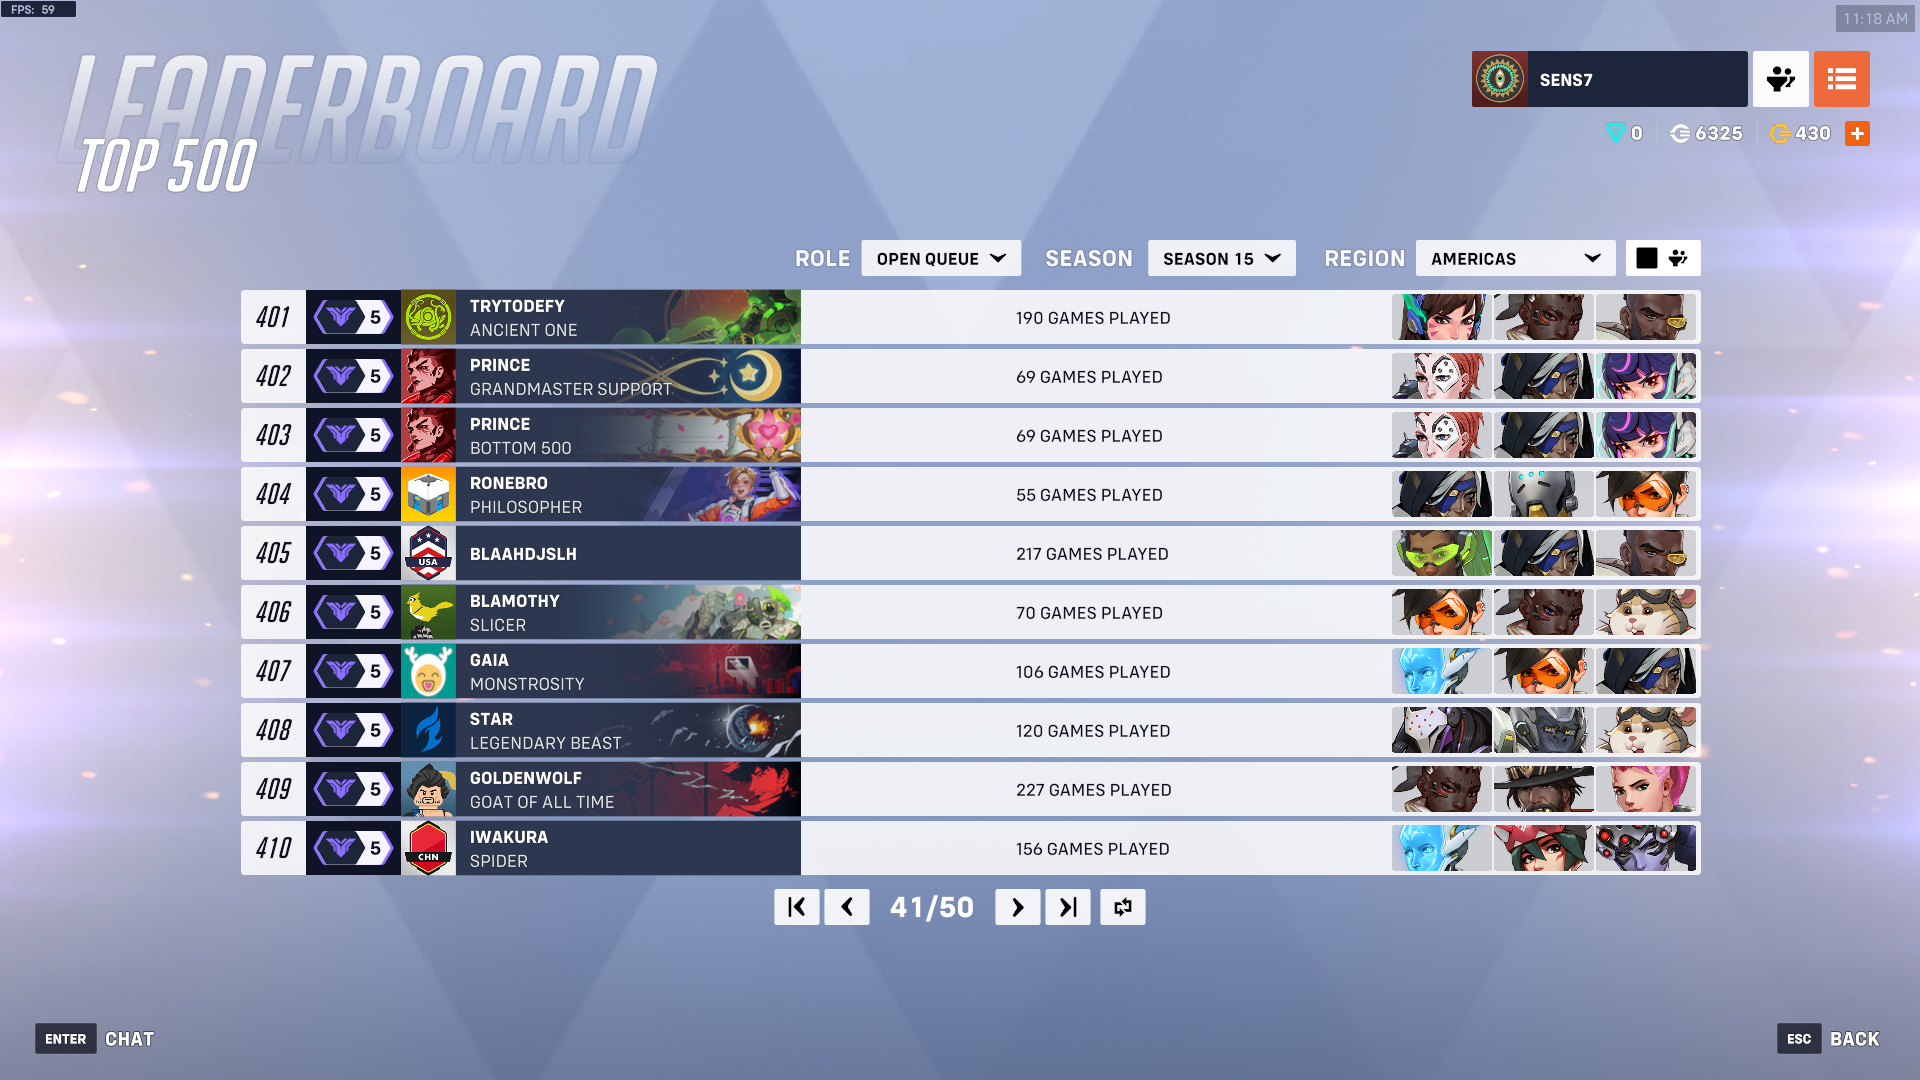 FPS: 59
11:18 AM
LEADERBOARD
TOP 500
SENS7
0 6325 430
ROLE OPEN QUEUE SEASON SEASON 15 REGION AMERICAS
401 5 TRYTODEFY
ANCIENT ONE
190 GAMES PLAYED
402 5 PRINCE
GRANDMASTER SUPPORT
69 GAMES PLAYED
403 5 PRINCE
BOTTOM 500
69 GAMES PLAYED
404 5 RONEBRO
PHILOSOPHER
55 GAMES PLAYED
405 5 USA BLAAHDJSLH 217 GAMES PLAYED
406 5 BLAMOTHY
SLICER
70 GAMES PLAYED
407 5 GAIA
MONSTROSITY
106 GAMES PLAYED
408 5 STAR
LEGENDARY BEAST
120 GAMES PLAYED
409 5 GOLDENWOLF
GOAT OF ALL TIME
227 GAMES PLAYED
410 5 CHN IWAKURA
SPIDER
156 GAMES PLAYED
41/50
ENTER CHAT
ESC BACK